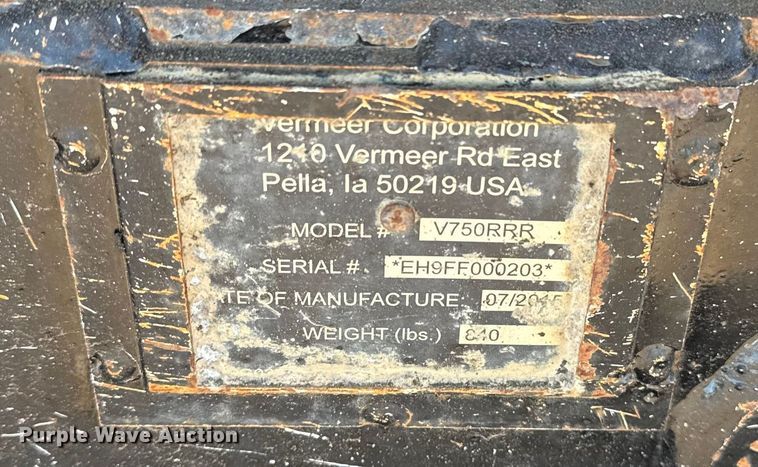 Vermeer Corporation
1210 Vermeer Rd East
Pella, Ia 50219 USA
MODEL # V750RRR
SERIAL # *EH9FF000203*
ATE OF MANUFACTURE 07/2015
WEIGHT (lbs.) 840
Purple Wave Auction